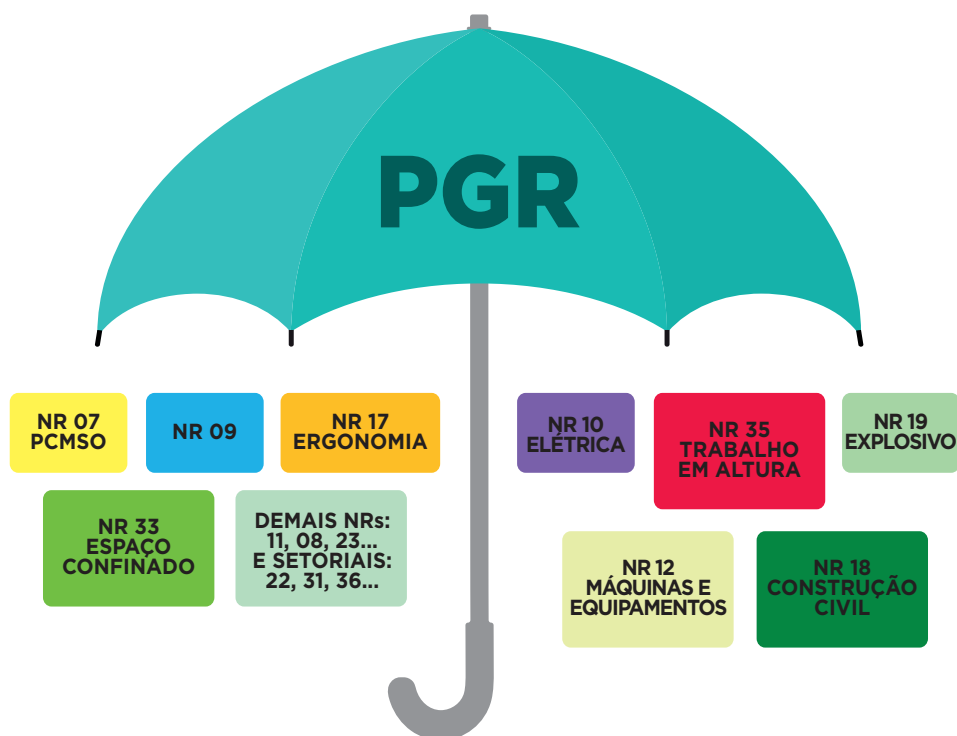 PGR
NR 07
PCMSO
NR 09
NR 17
ERGONOMIA
NR 10
ELÉTRICA
NR 35
TRABALHO
EM ALTURA
NR 19
EXPLOSIVO
NR 33
ESPAÇO
CONFINADO
DEMAIS NRs:
11, 08, 23...
E SETORIAIS:
22, 31, 36...
NR 12
MÁQUINAS E
EQUIPAMENTOS
NR 18
CONSTRUÇÃO
CIVIL